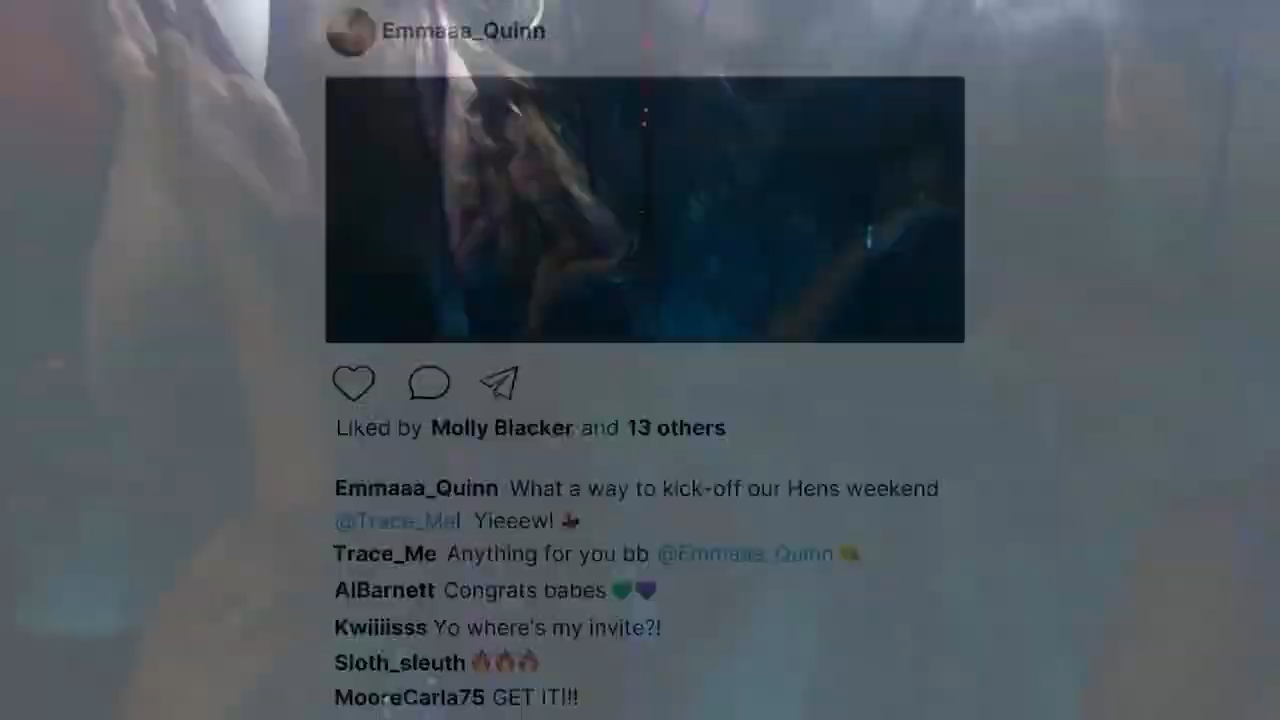 Emmaaa_Quinn
Liked by Molly Blacker and 13 others
Emmaaa_Quinn What a way to kick-off our Hens weekend
@Trace_Me! Yieeew!
Trace_Me Anything for you bb @Emmaaa_Quinn
AlBarnett Congrats babes
Kwiiiisss Yo where's my invite?!
Sloth_sleuth
MooreCarla75 GET IT!!!